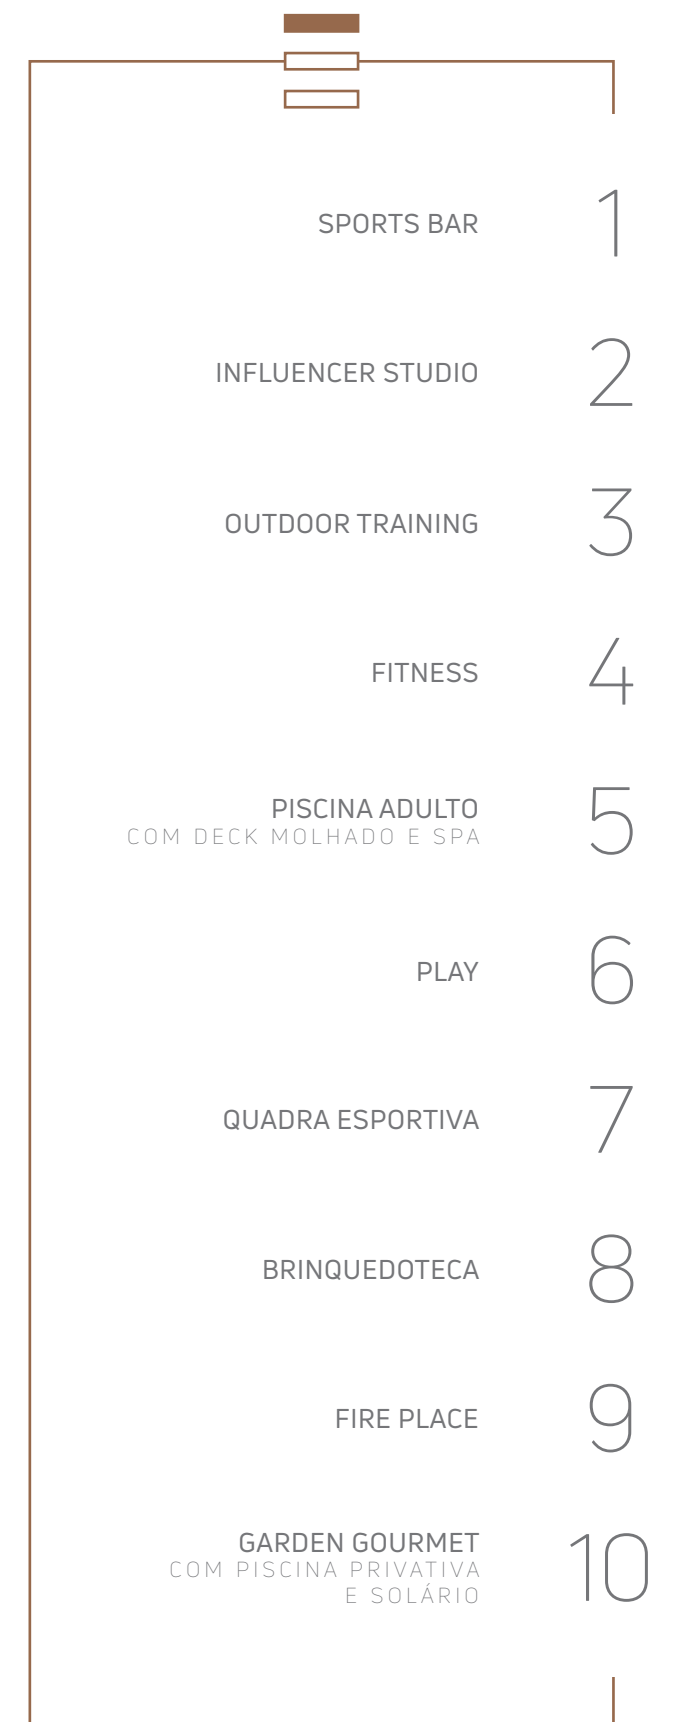 SPORTS BAR 1
INFLUENCER STUDIO 2
OUTDOOR TRAINING 3
FITNESS 4
PISCINA ADULTO 5
COM DECK MOLHADO E SPA
PLAY 6
QUADRA ESPORTIVA 7
BRINQUEDOTECA 8
FIRE PLACE 9
GARDEN GOURMET 10
COM PISCINA PRIVATIVA
E SOLÁRIO